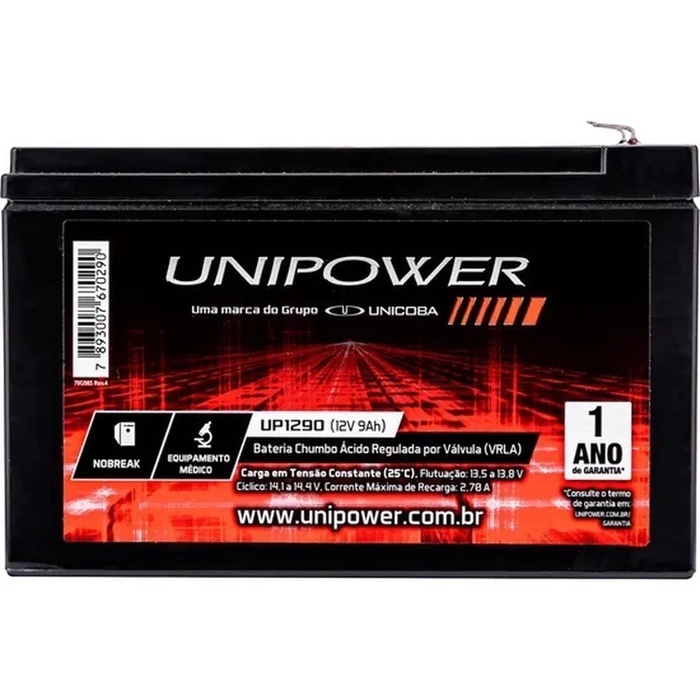 UNIPOWER
Uma marca do Grupo UNICOBA
7 893007 670290
79G985 Rev.4
NOBREAK
EQUIPAMENTO
MÉDICO
UP1290 (12V 9Ah)
Bateria Chumbo Ácido Regulada por Válvula (VRLA)
Carga em Tensão Constante (25°C), Flutuação: 13,5 a 13,8 V
Cíclico: 14,1 a 14,4 V, Corrente Máxima de Recarga: 2,70 A
www.unipower.com.br
1
ANO
de GARANTIA*
*Consulte o termo
de garantia em:
UNIPOWER.COM.BR/
GARANTIA